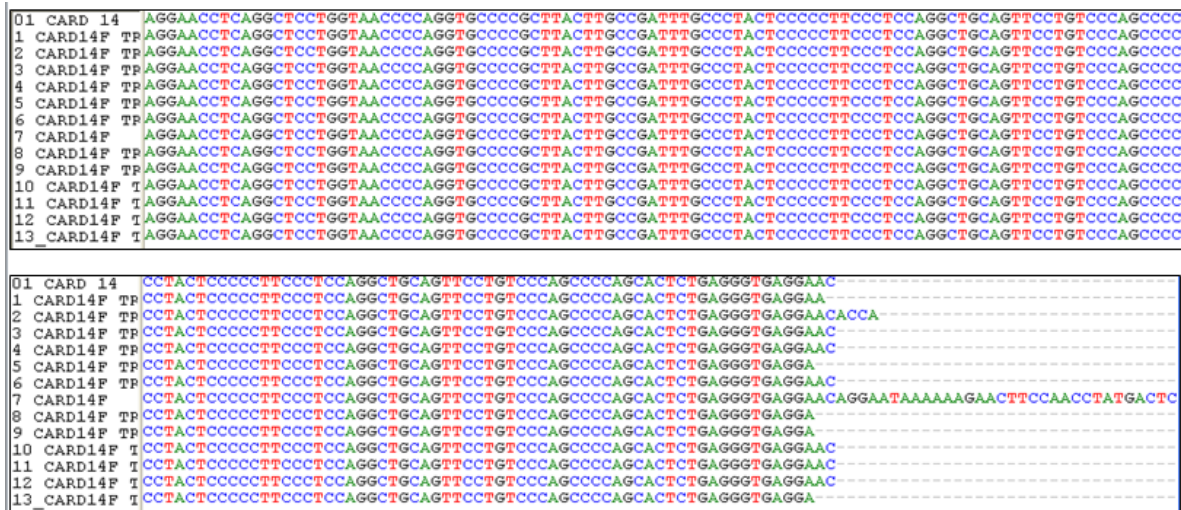 01 CARD 14 AGGAACCTCAGGCTCCTGGTAACCCCAGGTGCCCCGCTTACTTGCCGATTTGCCCTACTCCCCCTTCCCTCCAGGCTGCAGTTCCTGTCCCAGCCCC
1 CARD14F TP AGGAACCTCAGGCTCCTGGTAACCCCAGGTGCCCCGCTTACTTGCCGATTTGCCCTACTCCCCCTTCCCTCCAGGCTGCAGTTCCTGTCCCAGCCCC
2 CARD14F TP AGGAACCTCAGGCTCCTGGTAACCCCAGGTGCCCCGCTTACTTGCCGATTTGCCCTACTCCCCCTTCCCTCCAGGCTGCAGTTCCTGTCCCAGCCCC
3 CARD14F TP AGGAACCTCAGGCTCCTGGTAACCCCAGGTGCCCCGCTTACTTGCCGATTTGCCCTACTCCCCCTTCCCTCCAGGCTGCAGTTCCTGTCCCAGCCCC
4 CARD14F TP AGGAACCTCAGGCTCCTGGTAACCCCAGGTGCCCCGCTTACTTGCCGATTTGCCCTACTCCCCCTTCCCTCCAGGCTGCAGTTCCTGTCCCAGCCCC
5 CARD14F TP AGGAACCTCAGGCTCCTGGTAACCCCAGGTGCCCCGCTTACTTGCCGATTTGCCCTACTCCCCCTTCCCTCCAGGCTGCAGTTCCTGTCCCAGCCCC
6 CARD14F TP AGGAACCTCAGGCTCCTGGTAACCCCAGGTGCCCCGCTTACTTGCCGATTTGCCCTACTCCCCCTTCCCTCCAGGCTGCAGTTCCTGTCCCAGCCCC
7 CARD14F AGGAACCTCAGGCTCCTGGTAACCCCAGGTGCCCCGCTTACTTGCCGATTTGCCCTACTCCCCCTTCCCTCCAGGCTGCAGTTCCTGTCCCAGCCCC
8 CARD14F TP AGGAACCTCAGGCTCCTGGTAACCCCAGGTGCCCCGCTTACTTGCCGATTTGCCCTACTCCCCCTTCCCTCCAGGCTGCAGTTCCTGTCCCAGCCCC
9 CARD14F TP AGGAACCTCAGGCTCCTGGTAACCCCAGGTGCCCCGCTTACTTGCCGATTTGCCCTACTCCCCCTTCCCTCCAGGCTGCAGTTCCTGTCCCAGCCCC
10 CARD14F T AGGAACCTCAGGCTCCTGGTAACCCCAGGTGCCCCGCTTACTTGCCGATTTGCCCTACTCCCCCTTCCCTCCAGGCTGCAGTTCCTGTCCCAGCCCC
11 CARD14F T AGGAACCTCAGGCTCCTGGTAACCCCAGGTGCCCCGCTTACTTGCCGATTTGCCCTACTCCCCCTTCCCTCCAGGCTGCAGTTCCTGTCCCAGCCCC
12 CARD14F T AGGAACCTCAGGCTCCTGGTAACCCCAGGTGCCCCGCTTACTTGCCGATTTGCCCTACTCCCCCTTCCCTCCAGGCTGCAGTTCCTGTCCCAGCCCC
13_CARD14F T AGGAACCTCAGGCTCCTGGTAACCCCAGGTGCCCCGCTTACTTGCCGATTTGCCCTACTCCCCCTTCCCTCCAGGCTGCAGTTCCTGTCCCAGCCCC
01 CARD 14 CCTACTCCCCCTTCCCTCCAGGCTGCAGTTCCTGTCCCAGCCCCAGCACTCTGAGGGTGAGGAAC
1 CARD14F TP CCTACTCCCCCTTCCCTCCAGGCTGCAGTTCCTGTCCCAGCCCCAGCACTCTGAGGGTGAGGAA
2 CARD14F TP CCTACTCCCCCTTCCCTCCAGGCTGCAGTTCCTGTCCCAGCCCCAGCACTCTGAGGGTGAGGAACACCA
3 CARD14F TP CCTACTCCCCCTTCCCTCCAGGCTGCAGTTCCTGTCCCAGCCCCAGCACTCTGAGGGTGAGGAAC
4 CARD14F TP CCTACTCCCCCTTCCCTCCAGGCTGCAGTTCCTGTCCCAGCCCCAGCACTCTGAGGGTGAGGAAC
5 CARD14F TP CCTACTCCCCCTTCCCTCCAGGCTGCAGTTCCTGTCCCAGCCCCAGCACTCTGAGGGTGAGGA
6 CARD14F TP CCTACTCCCCCTTCCCTCCAGGCTGCAGTTCCTGTCCCAGCCCCAGCACTCTGAGGGTGAGGAAC
7 CARD14F CCTACTCCCCCTTCCCTCCAGGCTGCAGTTCCTGTCCCAGCCCCAGCACTCTGAGGGTGAGGAACAGGAATAAAAAAGAACTTCCAACCTATGACTC
8 CARD14F TP CCTACTCCCCCTTCCCTCCAGGCTGCAGTTCCTGTCCCAGCCCCAGCACTCTGAGGGTGAGGA
9 CARD14F TP CCTACTCCCCCTTCCCTCCAGGCTGCAGTTCCTGTCCCAGCCCCAGCACTCTGAGGGTGAGGA
10 CARD14F T CCTACTCCCCCTTCCCTCCAGGCTGCAGTTCCTGTCCCAGCCCCAGCACTCTGAGGGTGAGGAAC
11 CARD14F T CCTACTCCCCCTTCCCTCCAGGCTGCAGTTCCTGTCCCAGCCCCAGCACTCTGAGGGTGAGGAAC
12 CARD14F T CCTACTCCCCCTTCCCTCCAGGCTGCAGTTCCTGTCCCAGCCCCAGCACTCTGAGGGTGAGGAAC
13_CARD14F T CCTACTCCCCCTTCCCTCCAGGCTGCAGTTCCTGTCCCAGCCCCAGCACTCTGAGGGTGAGGA